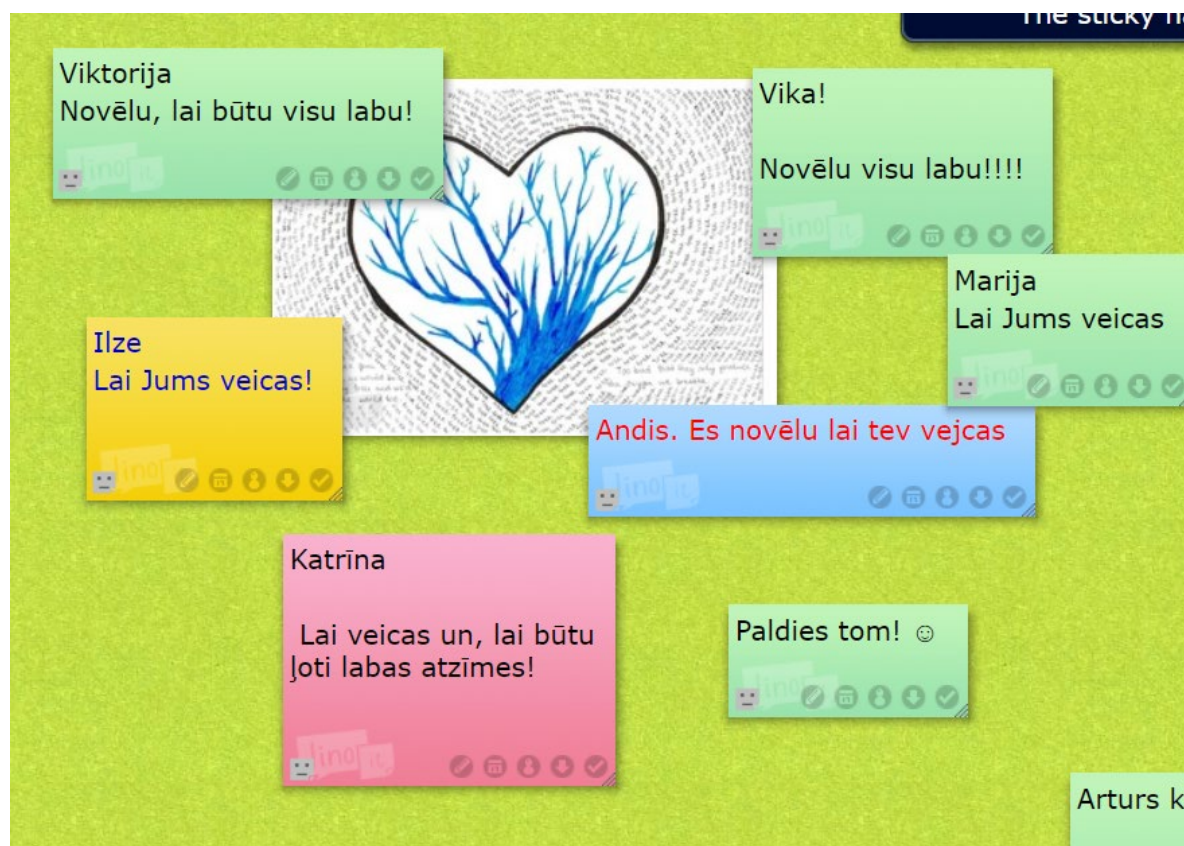 The sticky
Viktorija
Novēlu, lai būtu visu labu!
Vika!
Novēlu visu labu!!!!
Marija
Lai Jums veicas
Ilze
Lai Jums veicas!
Andis. Es novēlu lai tev vejcas
Katrīna
Lai veicas un, lai būtu
ļoti labas atzīmes!
Paldies tom! ☺
Arturs k